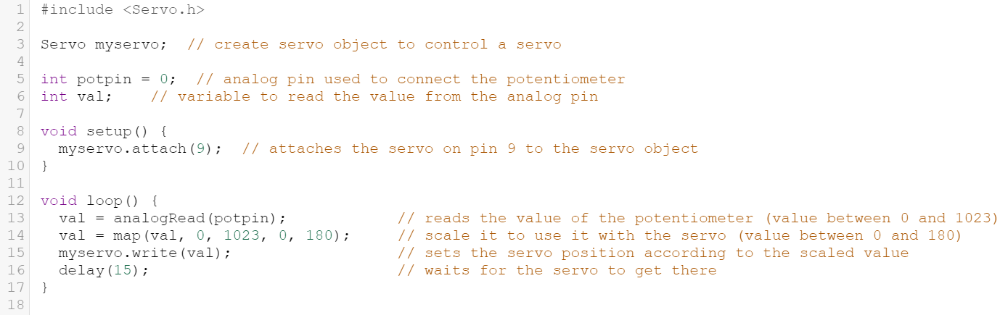 1 #include <Servo.h>
2
3 Servo myservo;  // create servo object to control a servo
4
5 int potpin = 0;  // analog pin used to connect the potentiometer
6 int val;    // variable to read the value from the analog pin
7
8 void setup() {
9   myservo.attach(9);  // attaches the servo on pin 9 to the servo object
10 }
11
12 void loop() {
13   val = analogRead(potpin);            // reads the value of the potentiometer (value between 0 and 1023)
14   val = map(val, 0, 1023, 0, 180);     // scale it to use it with the servo (value between 0 and 180)
15   myservo.write(val);                  // sets the servo position according to the scaled value
16   delay(15);                           // waits for the servo to get there
17 }
18